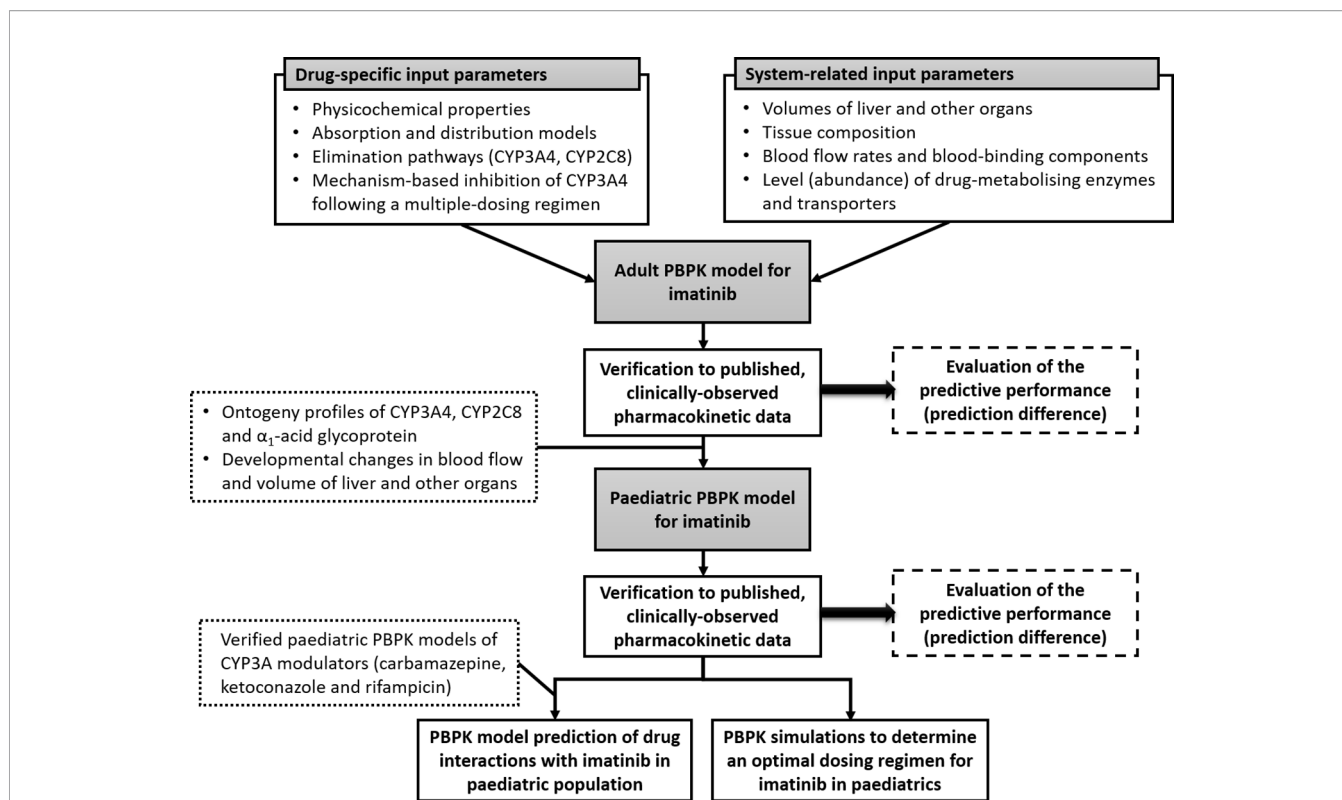 Drug-specific input parameters
• Physicochemical properties
• Absorption and distribution models
• Elimination pathways (CYP3A4, CYP2C8)
• Mechanism-based inhibition of CYP3A4
following a multiple-dosing regimen
System-related input parameters
• Volumes of liver and other organs
• Tissue composition
• Blood flow rates and blood-binding components
• Level (abundance) of drug-metabolising enzymes
and transporters
Adult PBPK model for
imatinib
Verification to published,
clinically-observed
pharmacokinetic data
Evaluation of the
predictive performance
(prediction difference)
• Ontogeny profiles of CYP3A4, CYP2C8
and α₁-acid glycoprotein
• Developmental changes in blood flow
and volume of liver and other organs
Paediatric PBPK model
for imatinib
Verification to published,
clinically-observed
pharmacokinetic data
Evaluation of the
predictive performance
(prediction difference)
Verified paediatric PBPK models of
CYP3A modulators (carbamazepine,
ketoconazole and rifampicin)
PBPK model prediction of drug
interactions with imatinib in
paediatric population
PBPK simulations to determine
an optimal dosing regimen for
imatinib in paediatrics